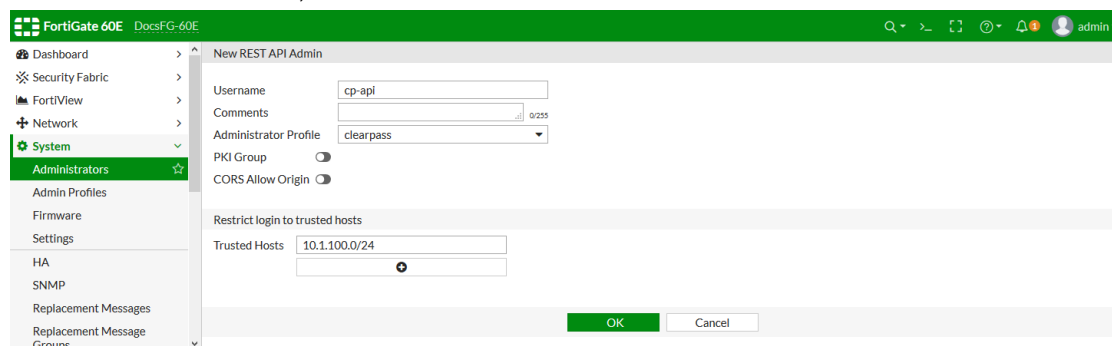 FortiGate 60E DocsFG-60E
>_ ? 1 admin
Dashboard >
New REST API Admin
Security Fabric >
FortiView >
Network >
System
Administrators
Admin Profiles
Firmware
Settings
HA
SNMP
Replacement Messages
Replacement Message
Groups
Username cp-api
Comments 0/255
Administrator Profile clearpass
PKI Group
CORS Allow Origin
Restrict login to trusted hosts
Trusted Hosts 10.1.100.0/24
OK Cancel